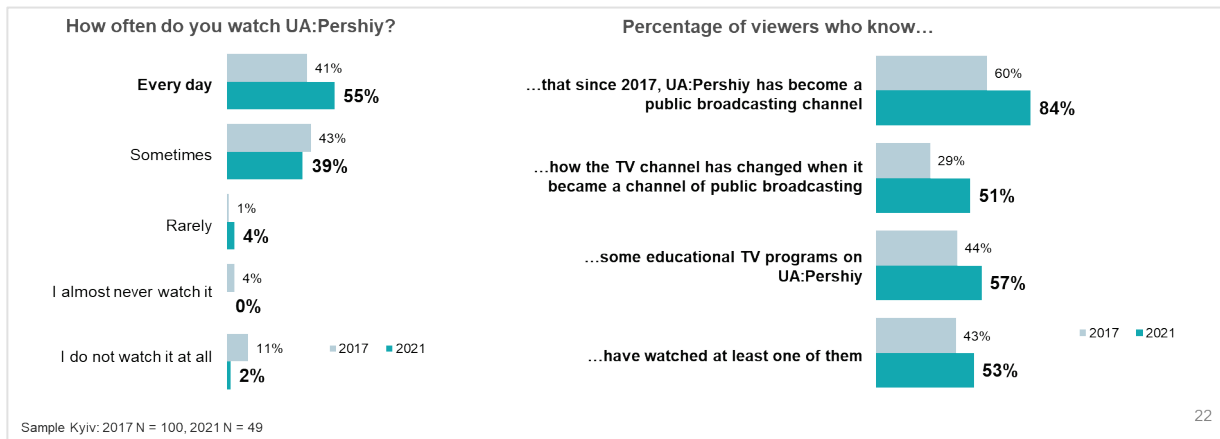 How often do you watch UA:Pershiy?
Every day
41%
55%
Sometimes
43%
39%
Rarely
1%
4%
I almost never watch it
4%
0%
I do not watch it at all
11%
2%
2017
2021
Sample Kyiv: 2017 N = 100, 2021 N = 49
Percentage of viewers who know…
…that since 2017, UA:Pershiy has become a
public broadcasting channel
60%
84%
…how the TV channel has changed when it
became a channel of public broadcasting
29%
51%
…some educational TV programs on
UA:Pershiy
44%
57%
…have watched at least one of them
43%
53%
2017
2021
22